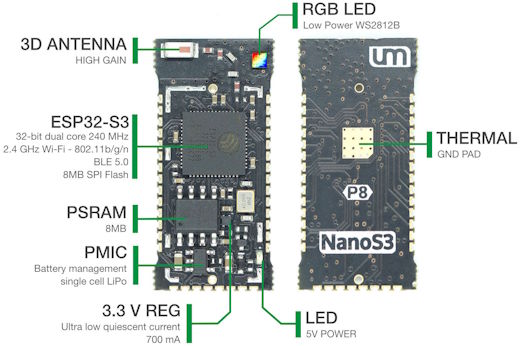 RGB LED
Low Power WS2812B
3D ANTENNA
HIGH GAIN
ESP32-S3
32-bit dual core 240 MHz
2.4 GHz Wi-Fi - 802.11b/g/n
BLE 5.0
8MB SPI Flash
PSRAM
8MB
PMIC
Battery management
single cell LiPo
3.3 V REG
Ultra low quiescent current
700 mA
LED
5V POWER
um
THERMAL
GND PAD
P8
NanoS3